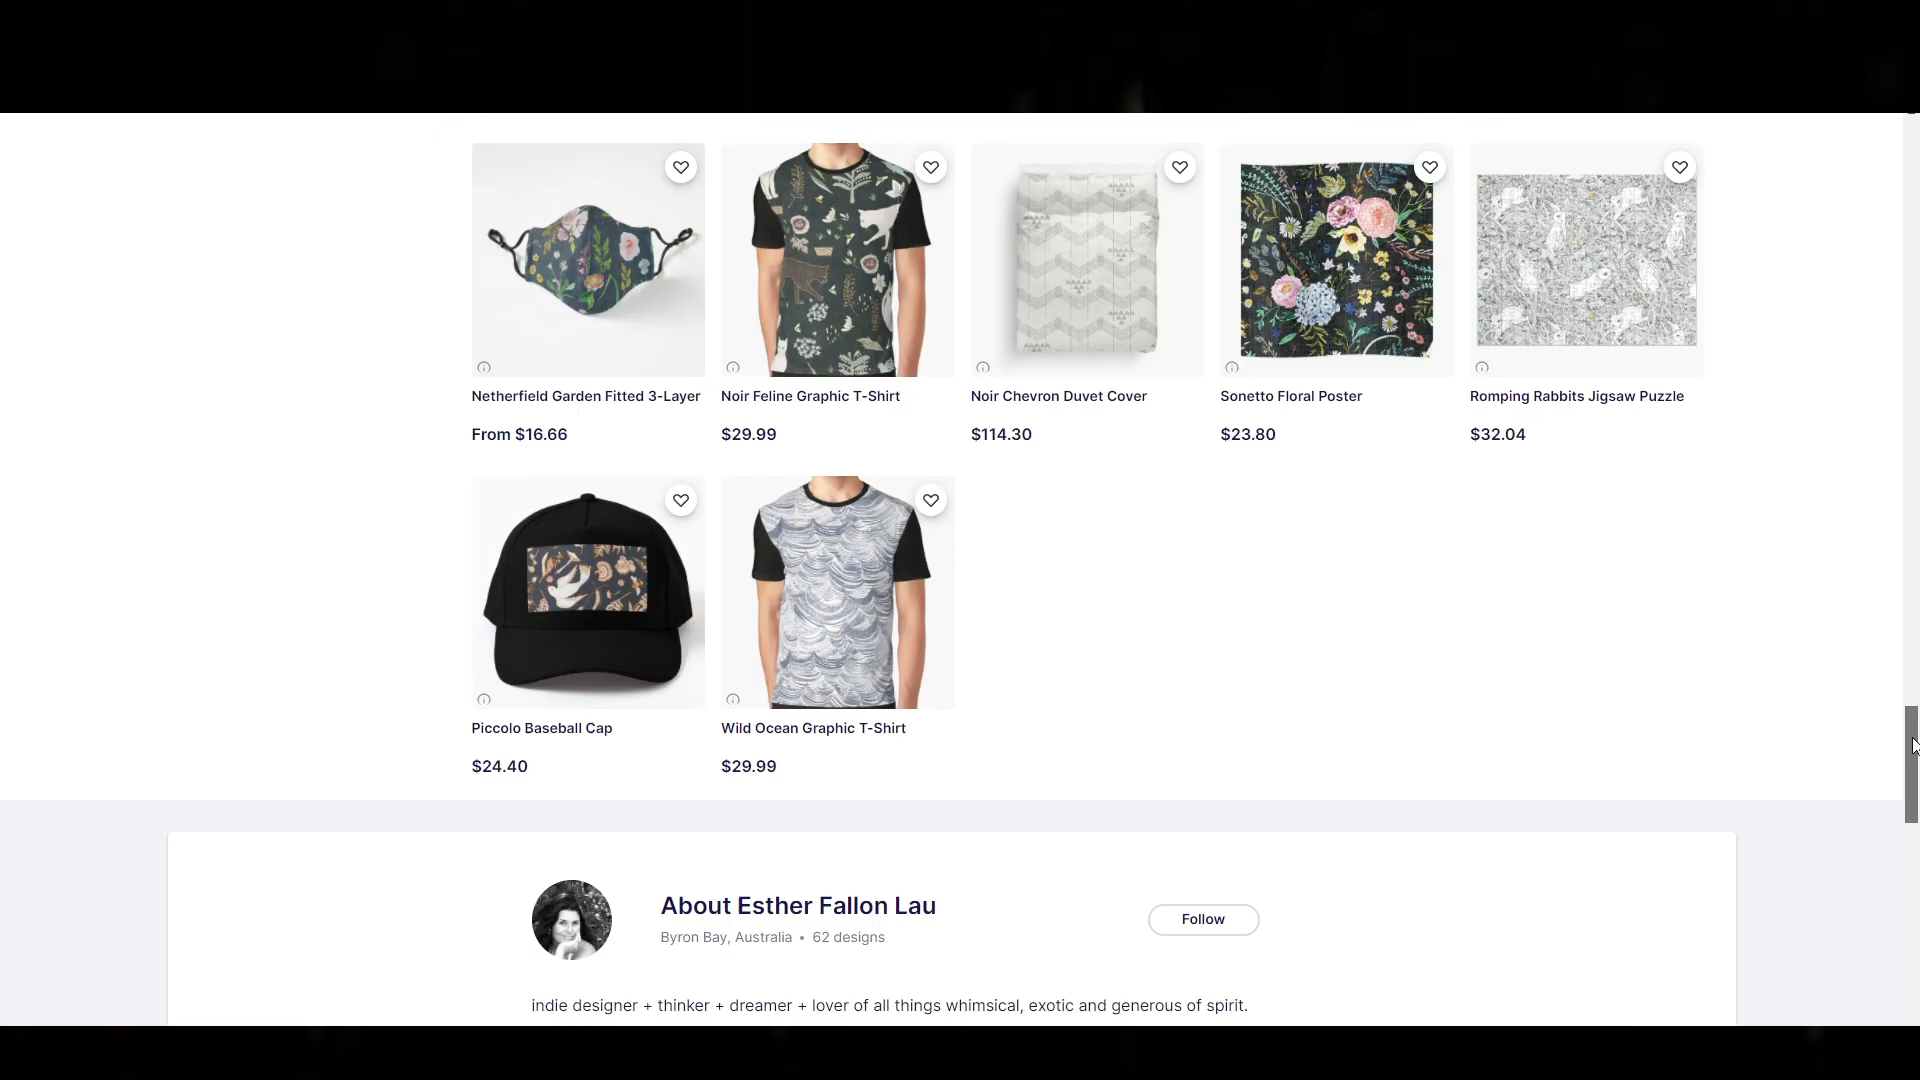 Netherfield Garden Fitted 3-Layer
Noir Feline Graphic T-Shirt
Noir Chevron Duvet Cover
Sonetto Floral Poster
Romping Rabbits Jigsaw Puzzle
From $16.66
$29.99
$114.30
$23.80
$32.04
Piccolo Baseball Cap
Wild Ocean Graphic T-Shirt
$24.40
$29.99
About Esther Fallon Lau
Follow
Byron Bay, Australia • 62 designs
indie designer + thinker + dreamer + lover of all things whimsical, exotic and generous of spirit.